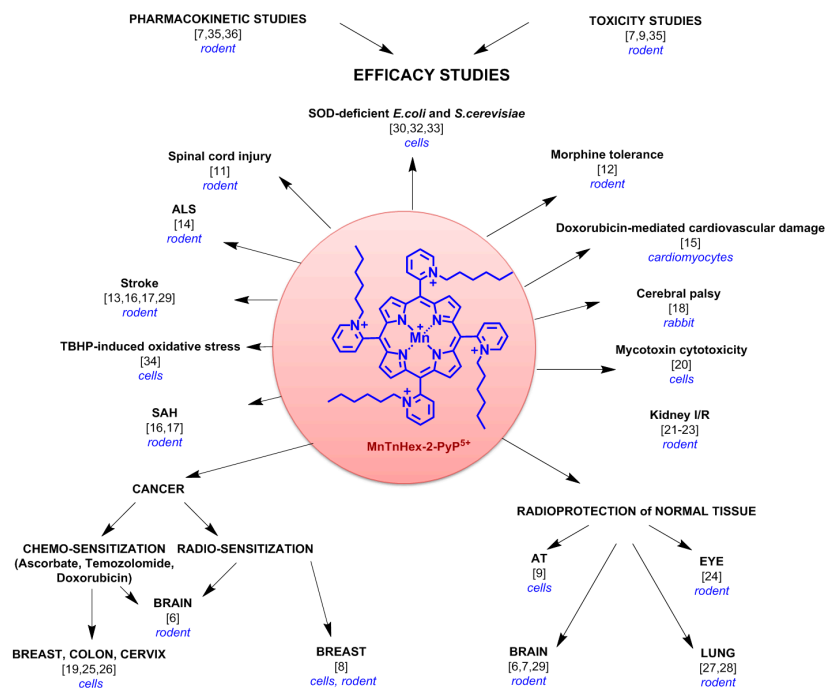 PHARMACOKINETIC STUDIES
[7,35,36]
rodent
TOXICITY STUDIES
[7,9,35]
rodent
EFFICACY STUDIES
SOD-deficient E.coli and S.cerevisiae
[30,32,33]
cells
Spinal cord injury
[11]
rodent
Morphine tolerance
[12]
rodent
ALS
[14]
rodent
Doxorubicin-mediated cardiovascular damage
[15]
cardiomyocytes
Stroke
[13,16,17,29]
rodent
Cerebral palsy
[18]
rabbit
TBHP-induced oxidative stress
[34]
cells
Mycotoxin cytotoxicity
[20]
cells
SAH
[16,17]
rodent
Kidney I/R
[21-23]
rodent
N
+
N
+
N
N
+
Mn
N
N
N
+
N
+
MnTnHex-2-PyP5+
CANCER
CHEMO-SENSITIZATION
(Ascorbate, Temozolomide,
Doxorubicin)
RADIO-SENSITIZATION
BRAIN
[6]
rodent
BREAST, COLON, CERVIX
[19,25,26]
cells
BREAST
[8]
cells, rodent
RADIOPROTECTION of NORMAL TISSUE
AT
[9]
cells
EYE
[24]
rodent
BRAIN
[6,7,29]
rodent
LUNG
[27,28]
rodent